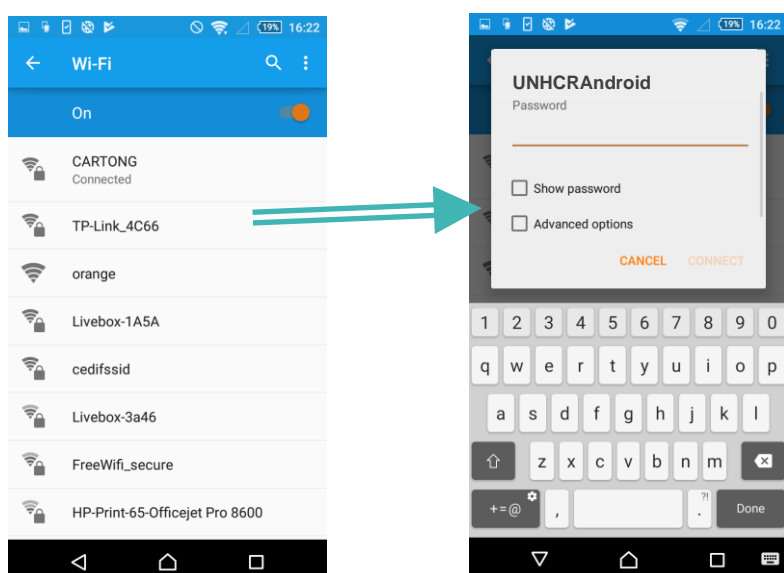 19% 16:22
Wi-Fi
On
CARTONG
Connected
TP-Link_4C66
orange
Livebox-1A5A
cedifssid
Livebox-3a46
FreeWifi_secure
HP-Print-65-Officejet Pro 8600
19% 16:22
UNHCRAndroid
Password
Show password
Advanced options
CANCEL CONNECT
1 2 3 4 5 6 7 8 9 0
q w e r t y u i o p
a s d f g h j k l
z x c v b n m
+=@ , . ?! Done